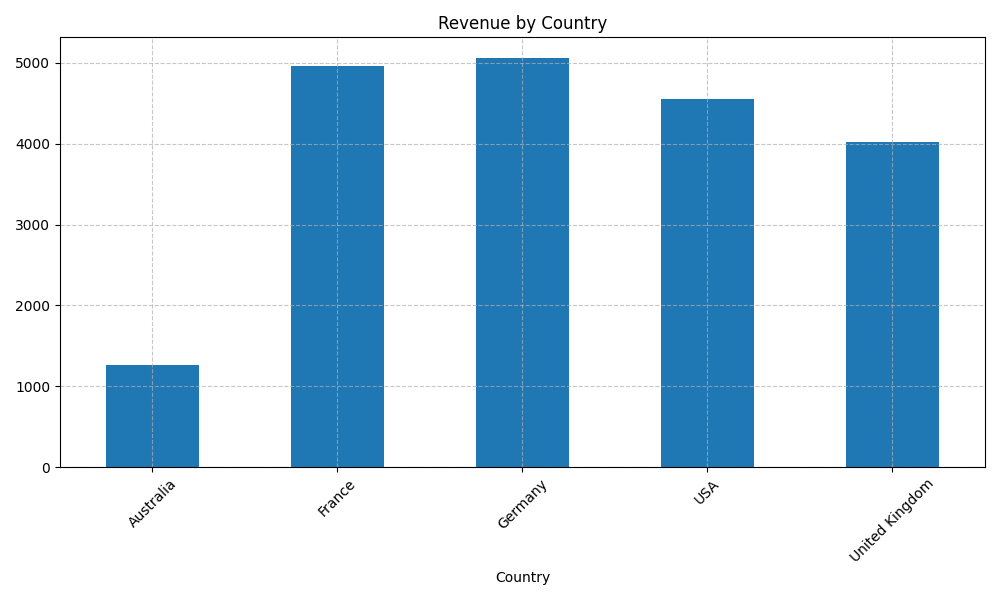 Revenue by Country
5000
4000
3000
2000
1000
0
Australia
France
Germany
USA
United Kingdom
Country